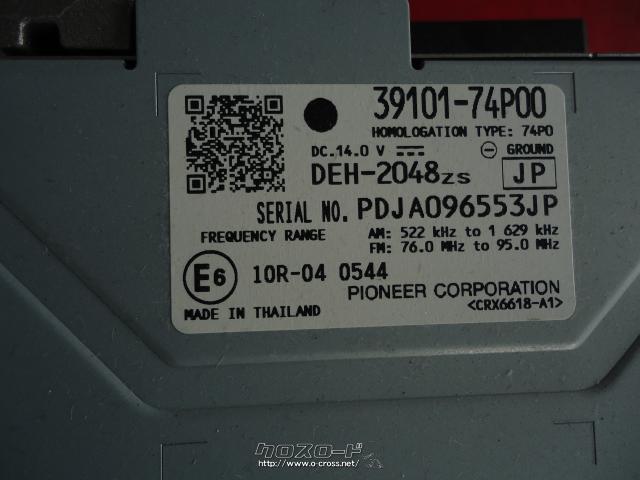 39101-74P00
HOMOLOGATION TYPE: 74P0
DC.14.0 V GROUND
DEH-2048ZS JP
SERIAL NO. PDJA096553JP
FREQUENCY RANGE AM: 522 kHz to 1 629 kHz
FM: 76.0 MHz to 95.0 MHz
E6 10R-04 0544
PIONEER CORPORATION
MADE IN THAILAND <CRX6618-A1>
クロスロード
http://www.o-cross.net/